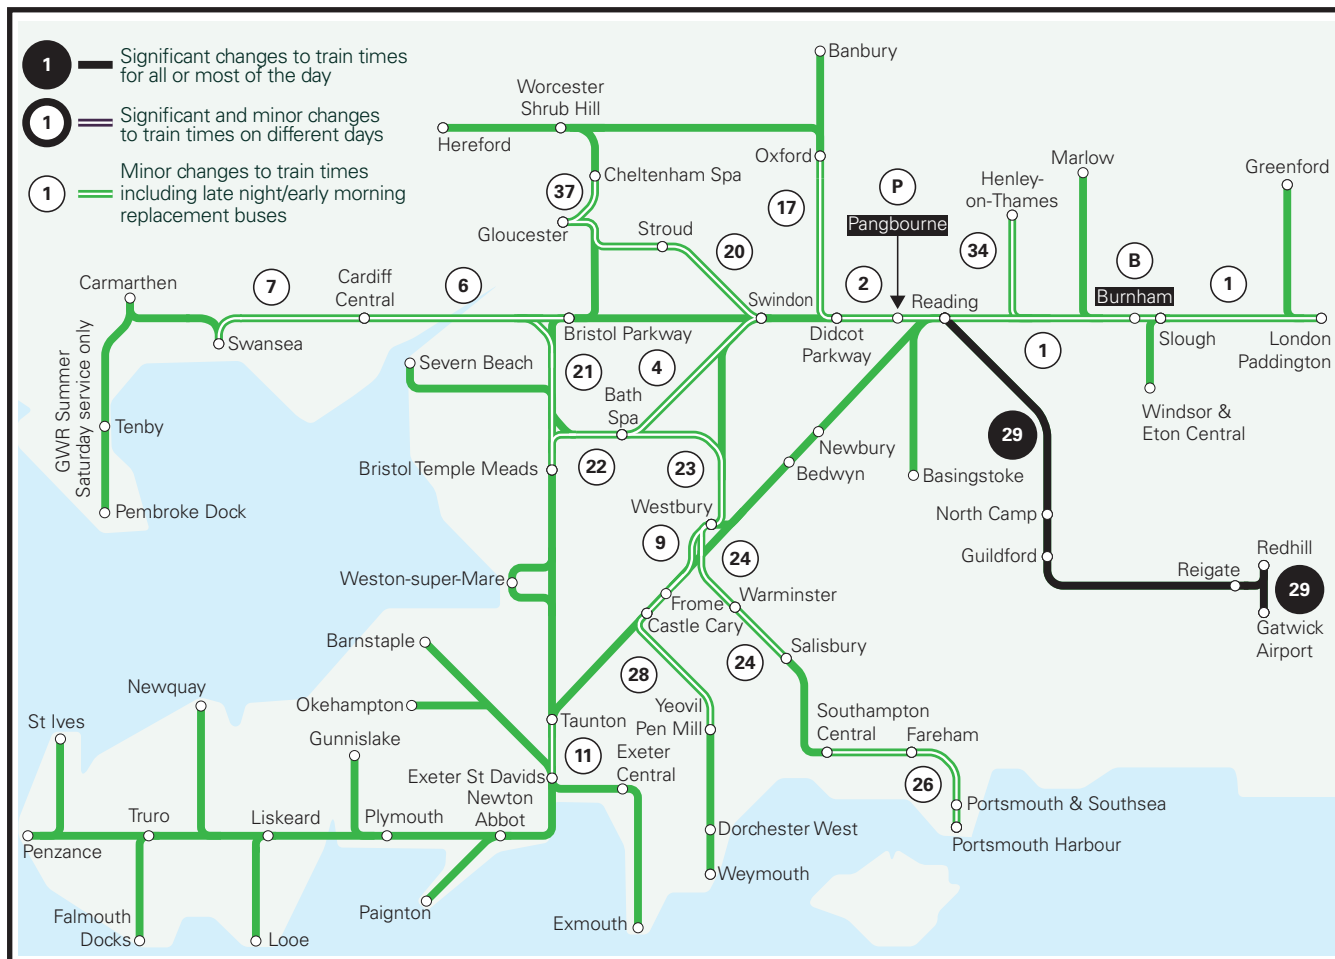 1
Significant changes to train times
for all or most of the day
1
Significant and minor changes
to train times on different days
1
Minor changes to train times
including late night/early morning
replacement buses
Banbury
Worcester
Shrub Hill
Hereford
Oxford
Cheltenham Spa
37
17
P
Pangbourne
Henley-
on-Thames
Marlow
Greenford
Gloucester
Stroud
20
34
B
Burnham
1
Carmarthen
7
Cardiff
Central
6
Swindon
2
Reading
Swansea
Bristol Parkway
Didcot
Parkway
1
Slough
London
Paddington
GWR Summer
Saturday service only
Severn Beach
21
4
Bath
Spa
Windsor &
Eton Central
Tenby
Newbury
29
Bristol Temple Meads
22
23
Bedwyn
Basingstoke
Pembroke Dock
Westbury
North Camp
9
24
Guildford
Redhill
Reigate
29
Weston-super-Mare
Frome
Warminster
Castle Cary
Gatwick
Airport
Barnstaple
24
Salisbury
28
Newquay
Okehampton
Yeovil
Pen Mill
St Ives
Taunton
Southampton
Central
Fareham
Gunnislake
11
Exeter
Central
Exeter St Davids
26
Newton
Abbot
Portsmouth & Southsea
Truro
Liskeard
Plymouth
Dorchester West
Portsmouth Harbour
Penzance
Weymouth
Falmouth
Docks
Looe
Paignton
Exmouth